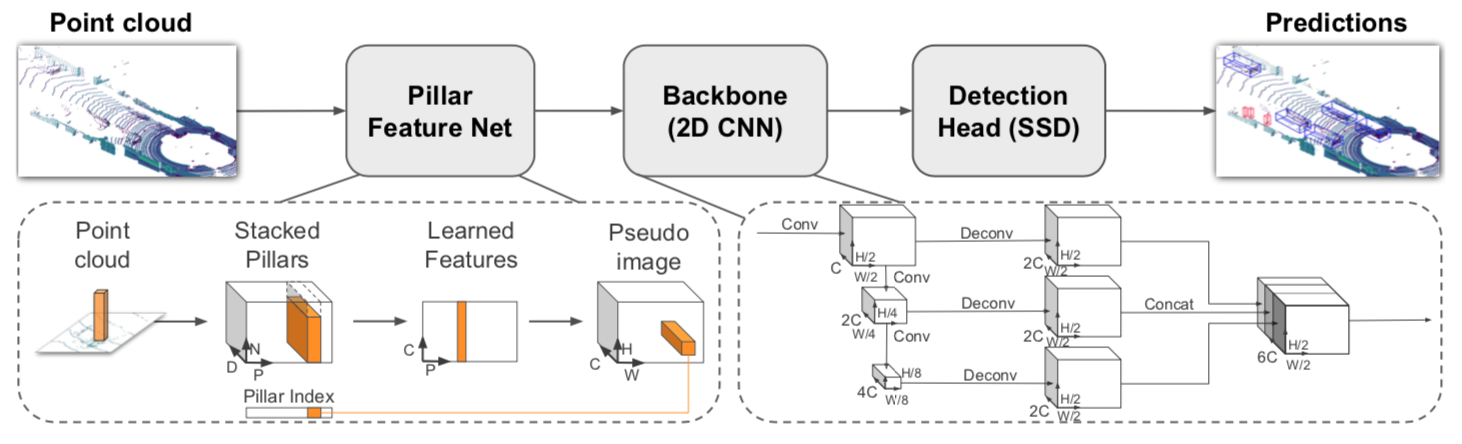 Point cloud
Predictions
Pillar
Feature Net
Backbone
(2D CNN)
Detection
Head (SSD)
Point
cloud
Stacked
Pillars
Learned
Features
Pseudo
image
D
N
P
C
P
C
H
W
Pillar Index
Conv
C
H/2
W/2
Conv
2C
H/4
W/4
Conv
4C
H/8
W/8
Deconv
2C
H/2
W/2
Deconv
2C
H/2
W/2
Deconv
2C
H/2
W/2
Concat
6C
H/2
W/2